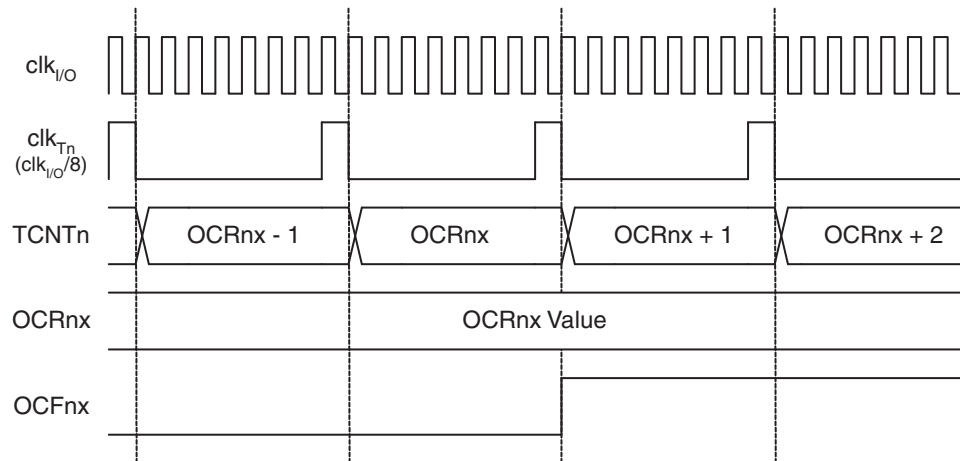 clkI/O
clkTn
(clkI/O/8)
TCNTn
OCRnx - 1
OCRnx
OCRnx + 1
OCRnx + 2
OCRnx
OCRnx Value
OCFnx